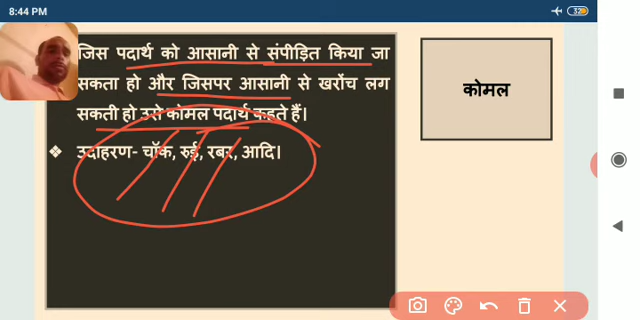 8:44 PM
32
जिस पदार्थ को आसानी से संपीड़ित किया जा
सकता हो और जिसपर आसानी से खरोंच लग
सकती हो उसे कोमल पदार्थ कहते हैं।
❖ उदाहरण- चॉक, रुई, रबर, आदि।
कोमल